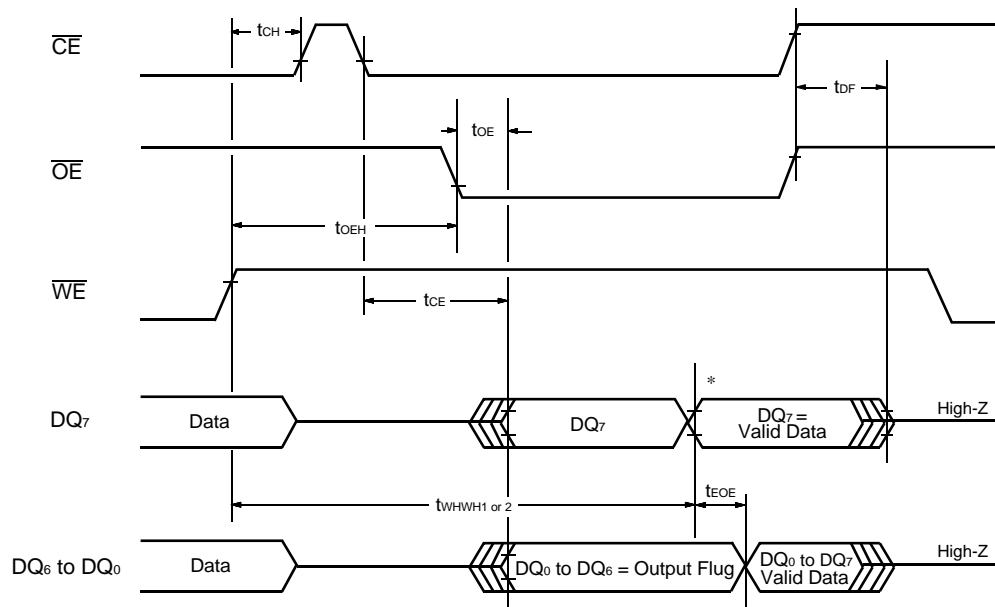 CE
tCH
tDF
OE
tOE
tOEH
WE
tCE
*
DQ7
Data
DQ7
DQ7 =
Valid Data
High-Z
tWHWH1 or 2
tEOE
DQ6 to DQ0
Data
DQ0 to DQ6 = Output Flug
DQ0 to DQ7
Valid Data
High-Z